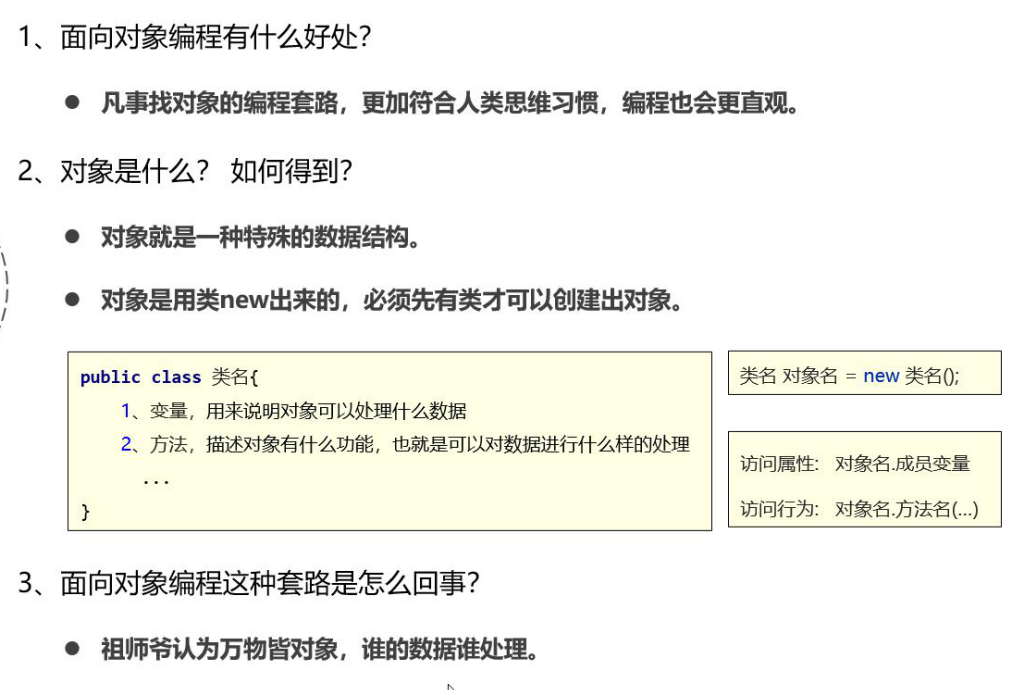 1、面向对象编程有什么好处？
● 凡事找对象的编程套路，更加符合人类思维习惯，编程也会更直观。
2、对象是什么？ 如何得到？
● 对象就是一种特殊的数据结构。
● 对象是用类new出来的，必须先有类才可以创建出对象。
public class 类名{
1、变量，用来说明对象可以处理什么数据
2、方法，描述对象有什么功能，也就是可以对数据进行什么样的处理
...
}
类名 对象名 = new 类名();
访问属性： 对象名.成员变量
访问行为： 对象名.方法名(...)
3、面向对象编程这种套路是怎么回事？
● 祖师爷认为万物皆对象，谁的数据谁处理。